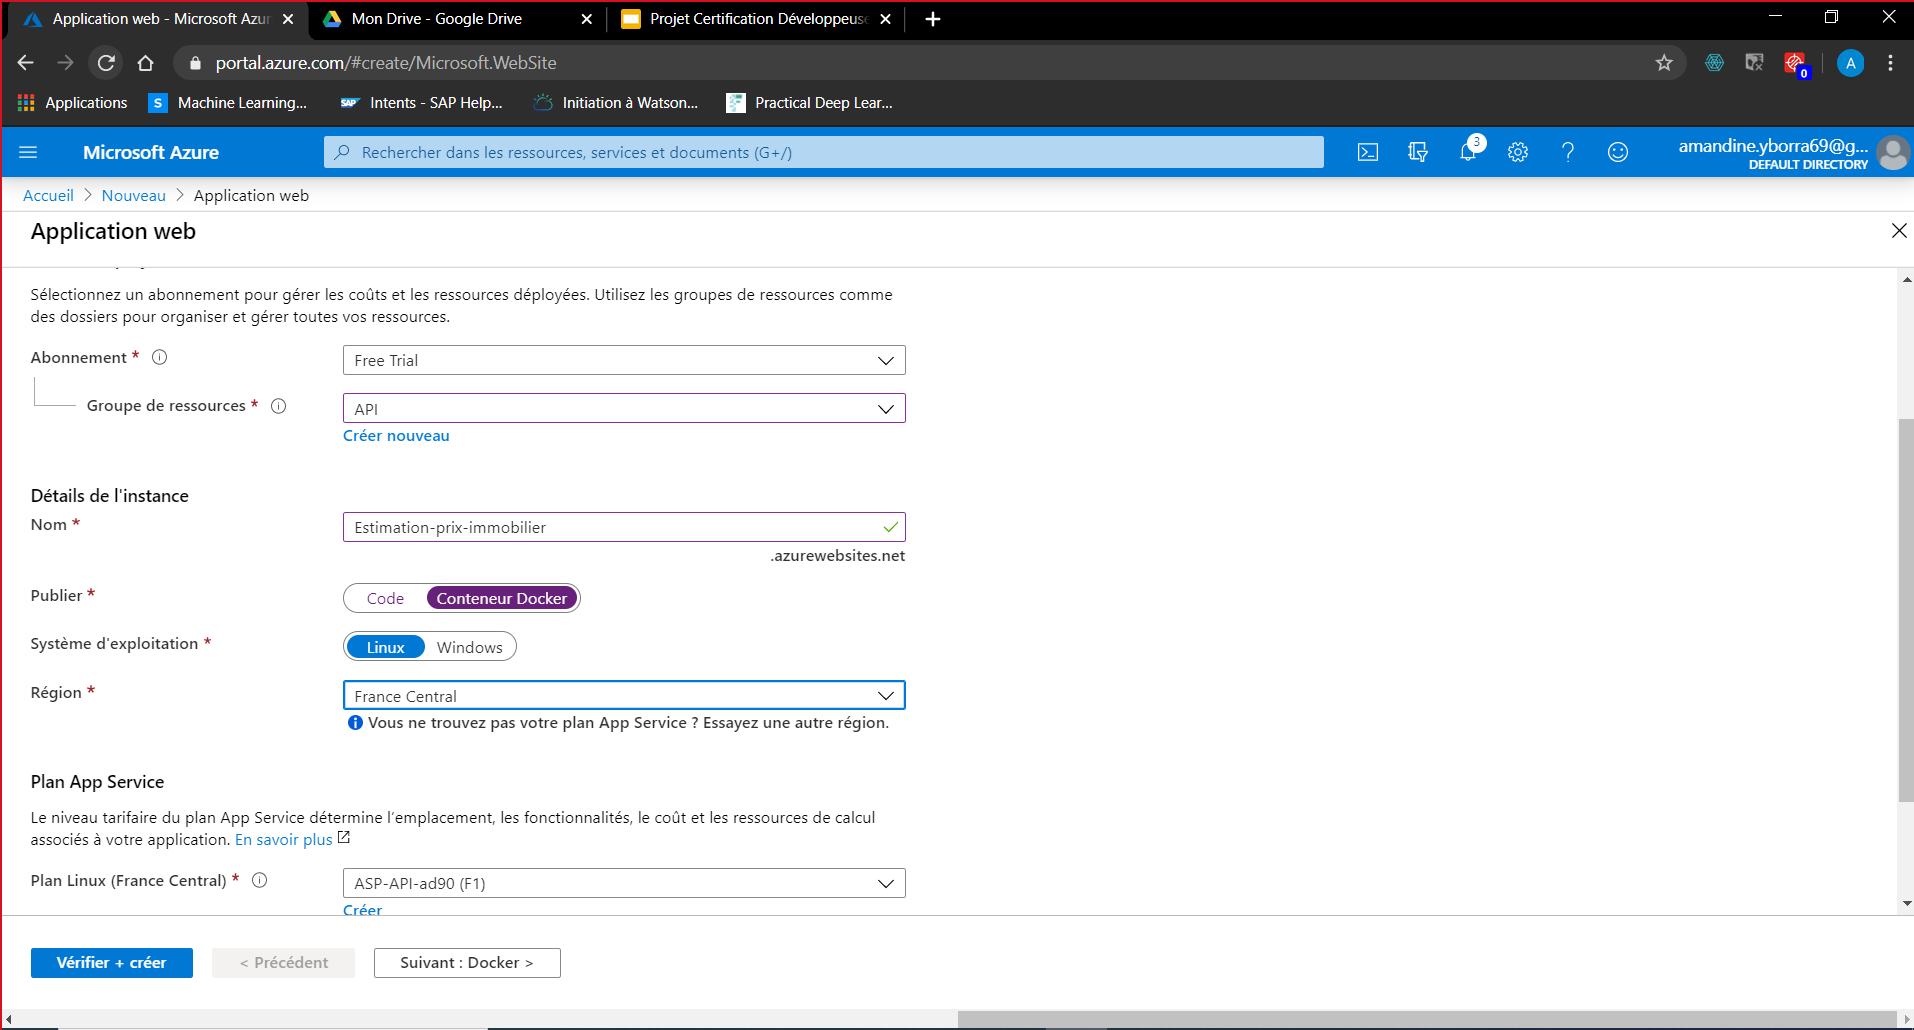 Application web - Microsoft Azur
Mon Drive - Google Drive
Projet Certification Développeuse
portal.azure.com/#create/Microsoft.WebSite
A
0
Applications
S
Machine Learning...
SAP
Intents - SAP Help...
Initiation à Watson...
Practical Deep Lear...
Microsoft Azure
Rechercher dans les ressources, services et documents (G+/)
3
amandine.yborra69@g...
DEFAULT DIRECTORY
Accueil > Nouveau > Application web
Application web
Sélectionnez un abonnement pour gérer les coûts et les ressources déployées. Utilisez les groupes de ressources comme
des dossiers pour organiser et gérer toutes vos ressources.
Abonnement *
Free Trial
Groupe de ressources *
API
Créer nouveau
Détails de l'instance
Nom *
Estimation-prix-immobilier
.azurewebsites.net
Publier *
Code
Conteneur Docker
Système d'exploitation *
Linux
Windows
Région *
France Central
Vous ne trouvez pas votre plan App Service ? Essayez une autre région.
Plan App Service
Le niveau tarifaire du plan App Service détermine l'emplacement, les fonctionnalités, le coût et les ressources de calcul
associés à votre application. En savoir plus
Plan Linux (France Central) *
ASP-API-ad90 (F1)
Créer
Vérifier + créer
< Précédent
Suivant : Docker >